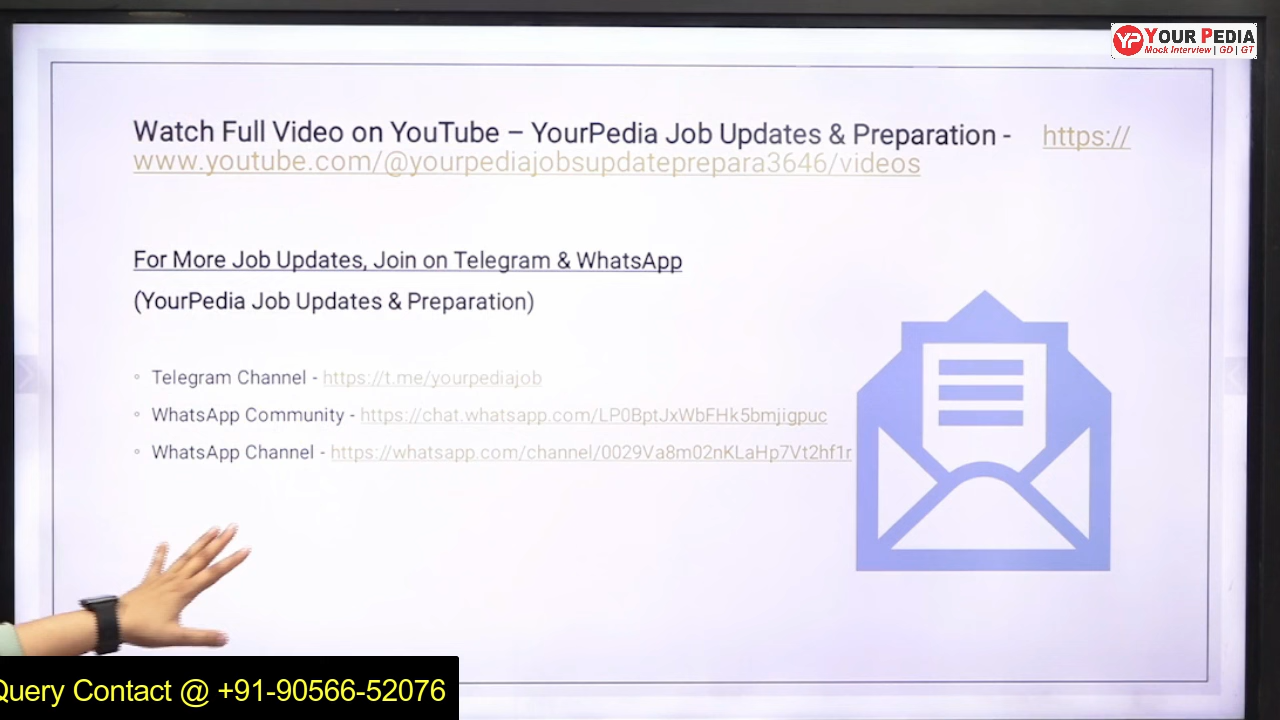 YOUR PEDIA
Mock Interview | GD | GT
Watch Full Video on YouTube – YourPedia Job Updates & Preparation - https://
www.youtube.com/@yourpediajobsupdateprepara3646/videos
For More Job Updates, Join on Telegram & WhatsApp
(YourPedia Job Updates & Preparation)
◦ Telegram Channel - https://t.me/yourpediajob
◦ WhatsApp Community - https://chat.whatsapp.com/LP0BptJxWbFHk5bmjigpuc
◦ WhatsApp Channel - https://whatsapp.com/channel/0029Va8m02nKLaHp7Vt2hf1r
Query Contact @ +91-90566-52076